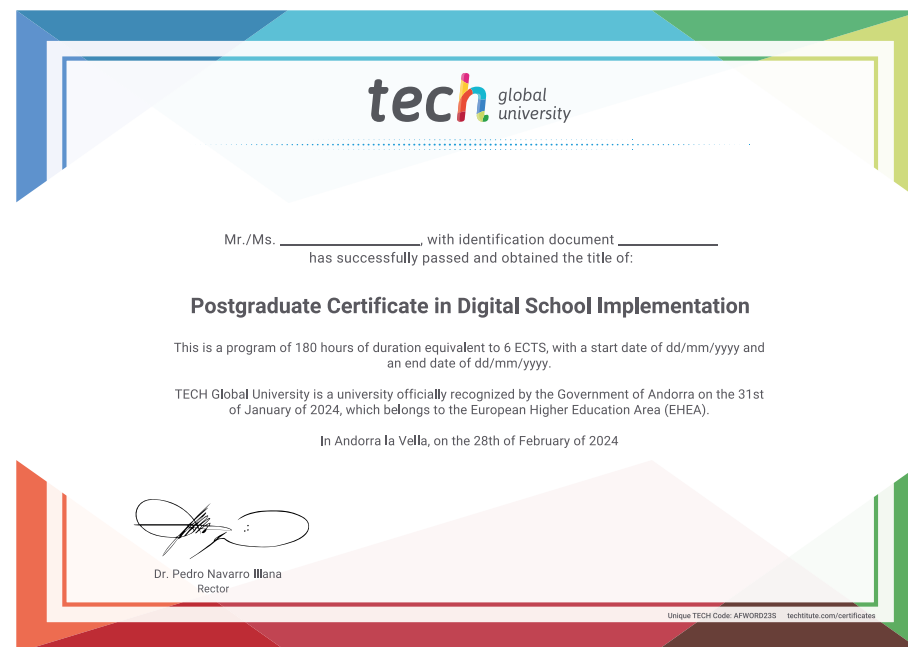 tech global
university
Mr./Ms. ____________, with identification document ____________
has successfully passed and obtained the title of:
Postgraduate Certificate in Digital School Implementation
This is a program of 180 hours of duration equivalent to 6 ECTS, with a start date of dd/mm/yyyy and
an end date of dd/mm/yyyy.
TECH Global University is a university officially recognized by the Government of Andorra on the 31st
of January of 2024, which belongs to the European Higher Education Area (EHEA).
In Andorra la Vella, on the 28th of February of 2024
Dr. Pedro Navarro Illana
Rector
Unique TECH Code: AFWORD23S techtitute.com/certificates